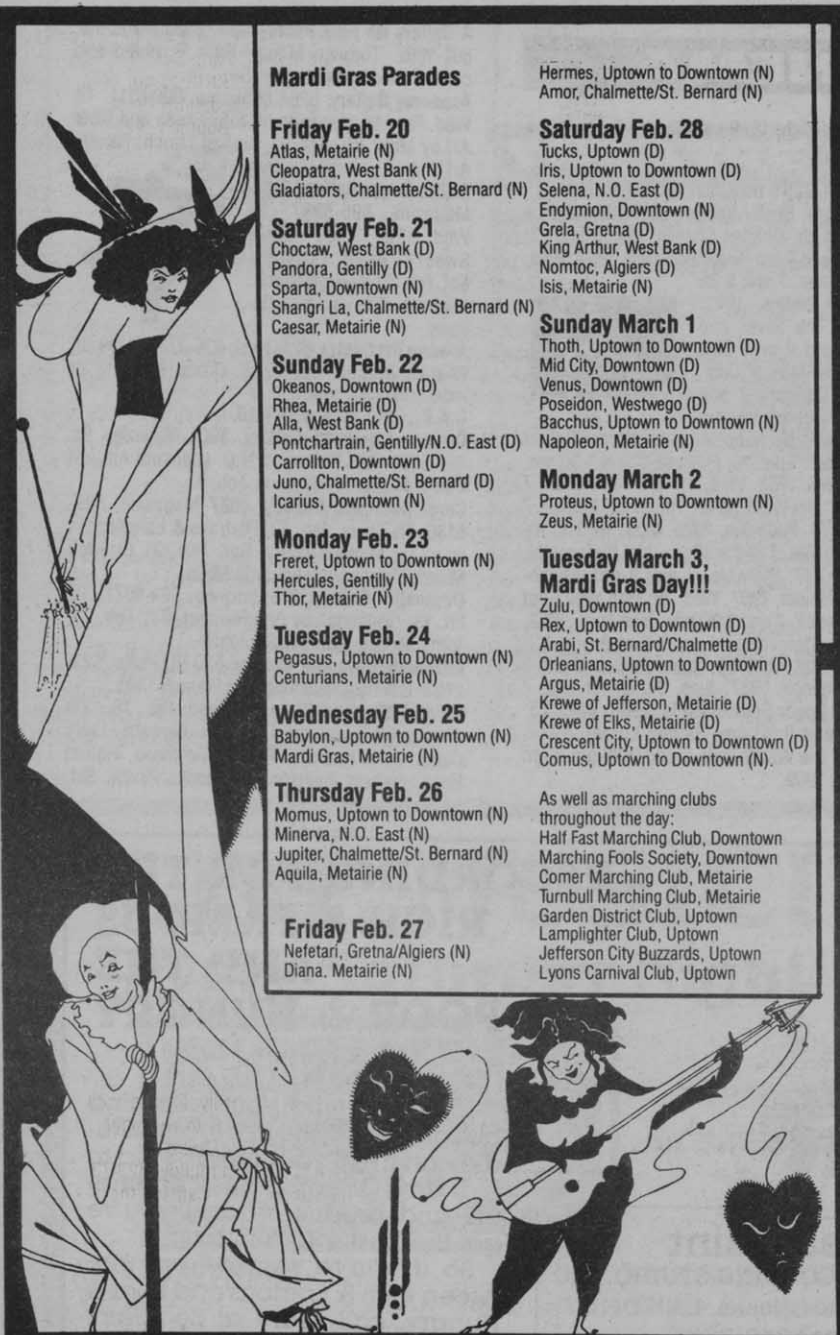 Mardi Gras Parades
Friday Feb. 20
Atlas, Metairie (N)
Cleopatra, West Bank (N)
Gladiators, Chalmette/St. Bernard (N)
Saturday Feb. 21
Choctaw, West Bank (D)
Pandora, Gentilly (D)
Sparta, Downtown (N)
Shangri La, Chalmette/St. Bernard (N)
Caesar, Metairie (N)
Sunday Feb. 22
Okeanos, Downtown (D)
Rhea, Metairie (D)
Alla, West Bank (D)
Pontchartrain, Gentilly/N.O. East (D)
Carrollton, Downtown (D)
Juno, Chalmette/St. Bernard (D)
Icarius, Downtown (N)
Monday Feb. 23
Freret, Uptown to Downtown (N)
Hercules, Gentilly (N)
Thor, Metairie (N)
Tuesday Feb. 24
Pegasus, Uptown to Downtown (N)
Centurians, Metairie (N)
Wednesday Feb. 25
Babylon, Uptown to Downtown (N)
Mardi Gras, Metairie (N)
Thursday Feb. 26
Momus, Uptown to Downtown (N)
Minerva, N.O. East (N)
Jupiter, Chalmette/St. Bernard (N)
Aquila, Metairie (N)
Friday Feb. 27
Nefetari, Gretna/Algiers (N)
Diana, Metairie (N)
Hermes, Uptown to Downtown (N)
Amor, Chalmette/St. Bernard (N)
Saturday Feb. 28
Tucks, Uptown (D)
Iris, Uptown to Downtown (D)
Selena, N.O. East (D)
Endymion, Downtown (N)
Grela, Gretna (D)
King Arthur, West Bank (D)
Nomtoc, Algiers (D)
Isis, Metairie (N)
Sunday March 1
Thoth, Uptown to Downtown (D)
Mid City, Downtown (D)
Venus, Downtown (D)
Poseidon, Westwego (D)
Bacchus, Uptown to Downtown (N)
Napoleon, Metairie (N)
Monday March 2
Proteus, Uptown to Downtown (N)
Zeus, Metairie (N)
Tuesday March 3,
Mardi Gras Day!!!
Zulu, Downtown (D)
Rex, Uptown to Downtown (D)
Arabi, St. Bernard/Chalmette (D)
Orleanians, Uptown to Downtown (D)
Argus, Metairie (D)
Krewe of Jefferson, Metairie (D)
Krewe of Elks, Metairie (D)
Crescent City, Uptown to Downtown (D)
Comus, Uptown to Downtown (N).
As well as marching clubs
throughout the day:
Half Fast Marching Club, Downtown
Marching Fools Society, Downtown
Comer Marching Club, Metairie
Turnbull Marching Club, Metairie
Garden District Club, Uptown
Lamplighter Club, Uptown
Jefferson City Buzzards, Uptown
Lyons Carnival Club, Uptown